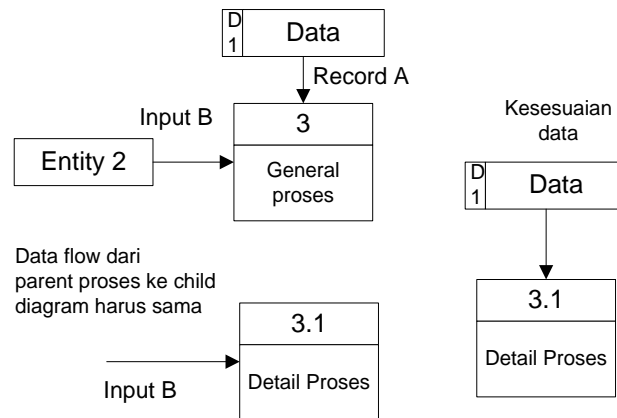 D
1
Data
Record A
Input B
3
General
proses
Entity 2
Kesesuaian
data
D
1
Data
3.1
Detail Proses
Data flow dari
parent proses ke child
diagram harus sama
3.1
Detail Proses
Input B